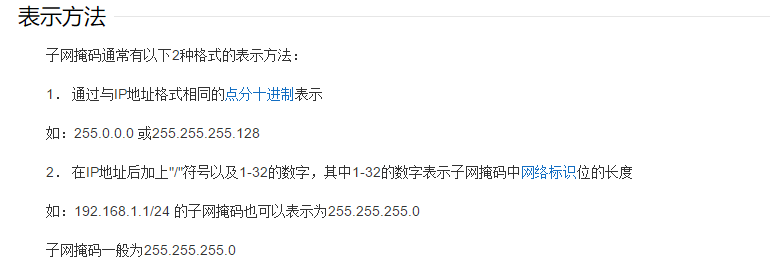 表示方法
子网掩码通常有以下2种格式的表示方法：
1． 通过与IP地址格式相同的点分十进制表示
如：255.0.0.0 或255.255.255.128
2． 在IP地址后加上"/"符号以及1-32的数字，其中1-32的数字表示子网掩码中网络标识位的长度
如：192.168.1.1/24 的子网掩码也可以表示为255.255.255.0
子网掩码一般为255.255.255.0